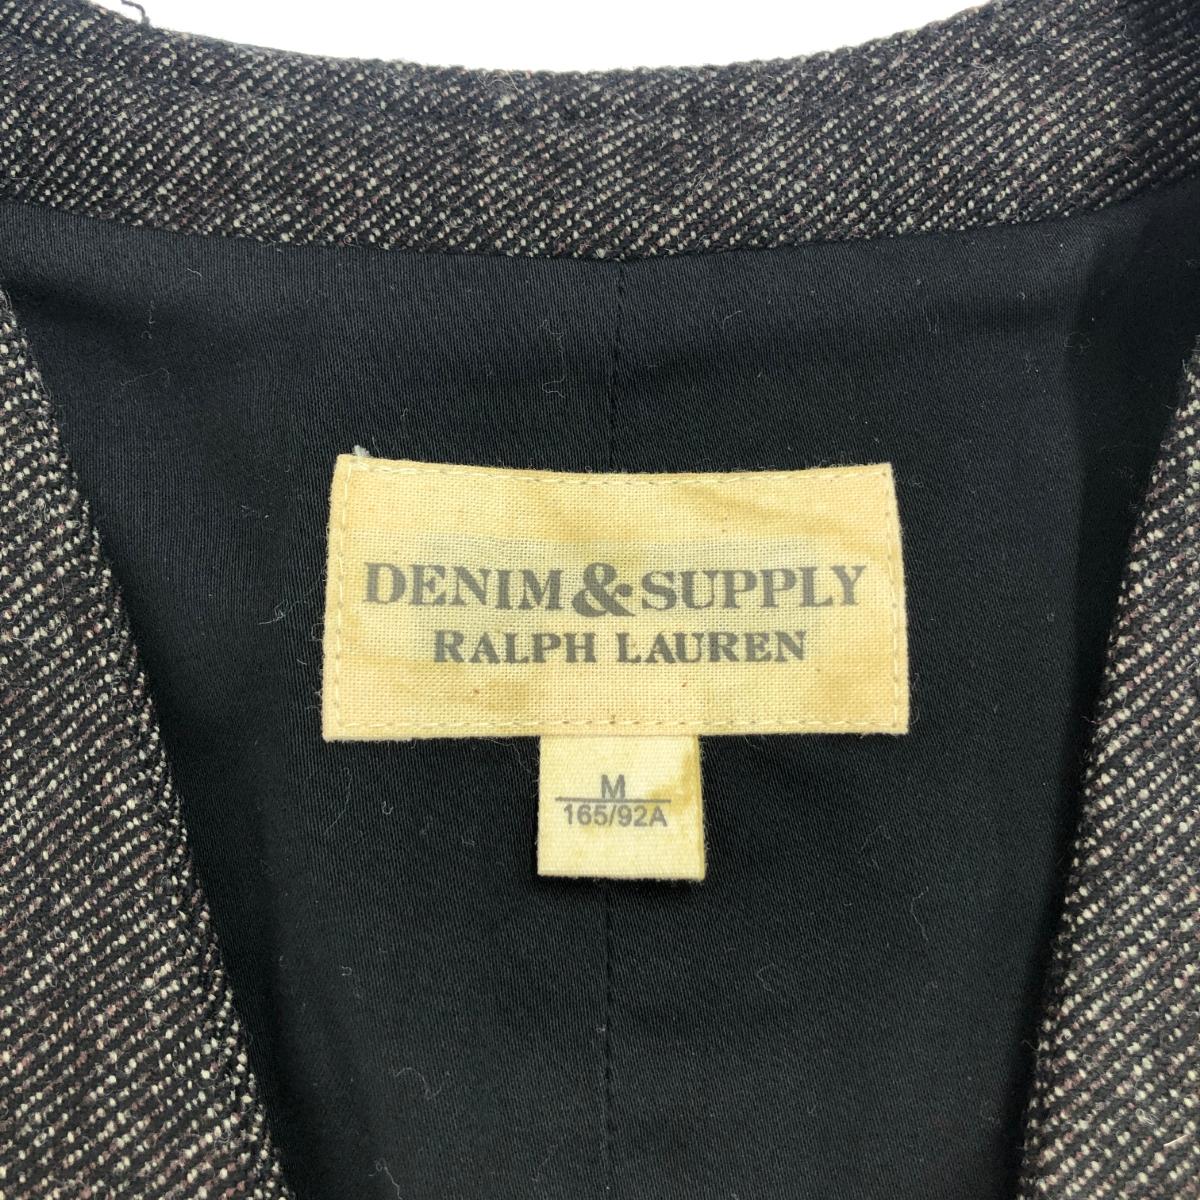 DENIM & SUPPLY
RALPH LAUREN
M
165/92A